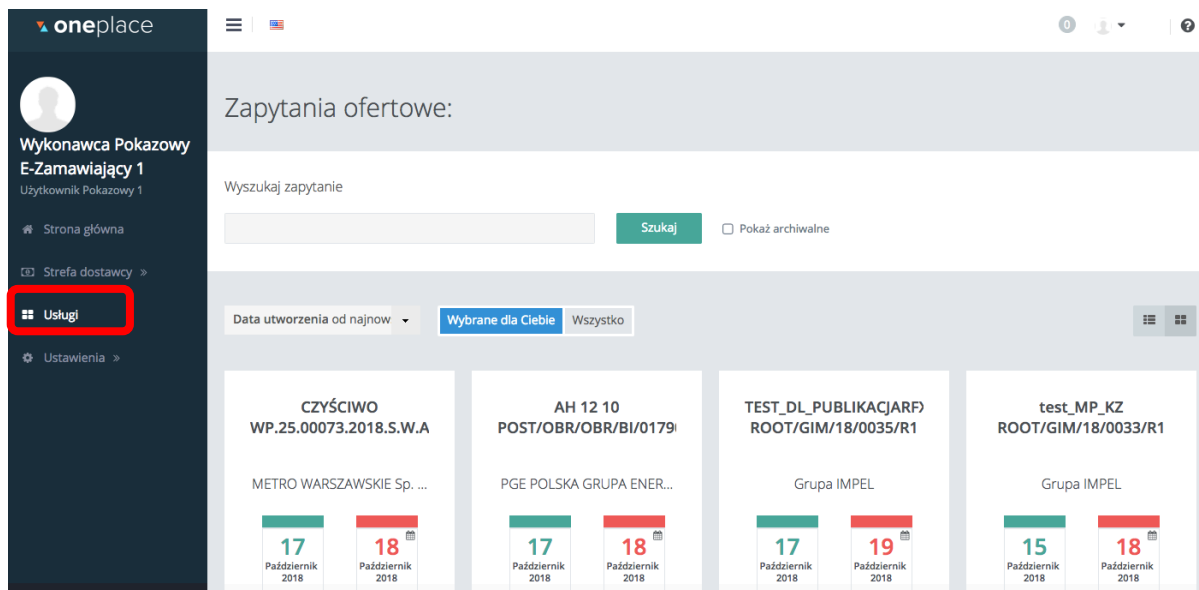 oneplace
0
Wykonawca Pokazowy
E-Zamawiający 1
Użytkownik Pokazowy 1
Strona główna
Strefa dostawcy »
Usługi
Ustawienia »
Zapytania ofertowe:
Wyszukaj zapytanie
Szukaj
Pokaż archiwalne
Data utworzenia od najnow
Wybrane dla Ciebie
Wszystko
CZYŚCIWO
WP.25.00073.2018.S.W.A
METRO WARSZAWSKIE Sp. ...
17
Październik
2018
18
Październik
2018
AH 12 10
POST/OBR/OBR/BI/0179
PGE POLSKA GRUPA ENER...
17
Październik
2018
18
Październik
2018
TEST_DL_PUBLIKACJARF
ROOT/GIM/18/0035/R1
Grupa IMPEL
17
Październik
2018
19
Październik
2018
test_MP_KZ
ROOT/GIM/18/0033/R1
Grupa IMPEL
15
Październik
2018
18
Październik
2018